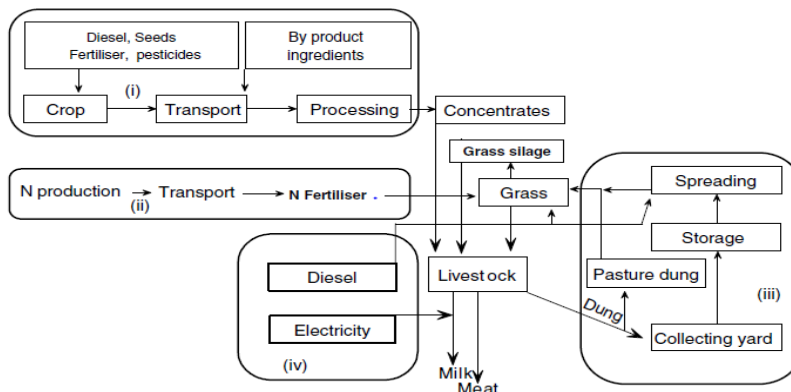 Diesel, Seeds
Fertiliser, pesticides
By product
ingredients
(i)
Crop
Transport
Processing
Concentrates
Grass silage
N production
Transport
N Fertiliser .
(ii)
Grass
Spreading
Storage
Diesel
Livestock
Pasture dung
(iii)
Electricity
Dung
Collecting yard
(iv)
Milk
Meat